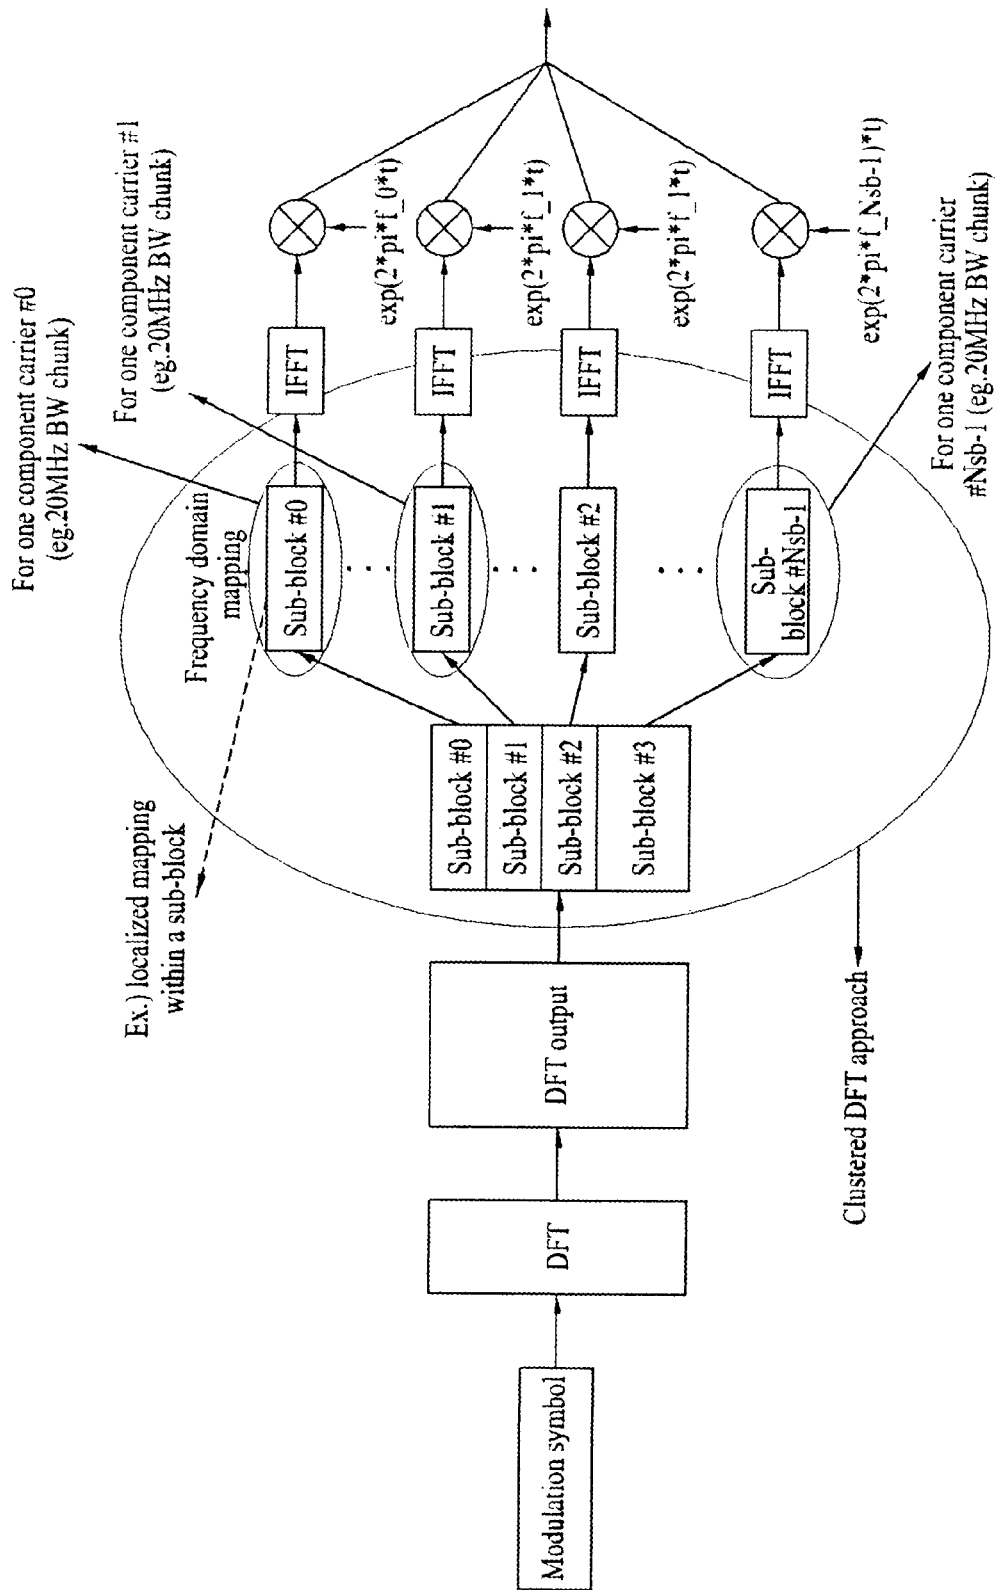 Modulation symbol
DFT
DFT output
Sub-block #0
Sub-block #1
Sub-block #2
Sub-block #3
Clustered DFT approach
Ex.) localized mapping
within a sub-block
Frequency domain
mapping
For one component carrier #0
(eg.20MHz BW chunk)
For one component carrier #1
(eg.20MHz BW chunk)
Sub-block #0
IFFT
exp(2*pi*f_0*t)
Sub-block #1
IFFT
exp(2*pi*f_1*t)
Sub-block #2
IFFT
exp(2*pi*f_1*t)
Sub-
block #Nsb-1
IFFT
exp(2*pi*f_Nsb-1)*t)
For one component carrier
#Nsb-1 (eg.20MHz BW chunk)